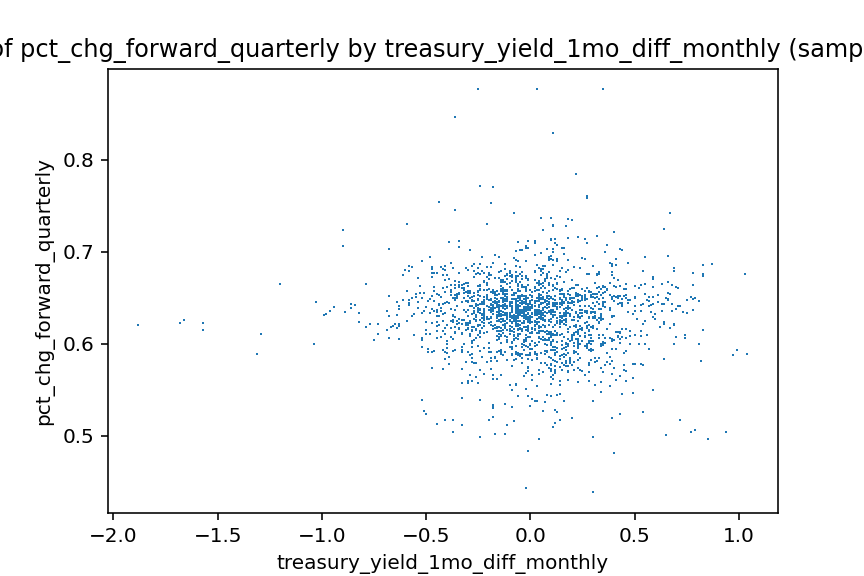 of pct_chg_forward_quarterly by treasury_yield_1mo_diff_monthly (samp
0.8
0.7
0.6
0.5
pct_chg_forward_quarterly
−2.0 −1.5 −1.0 −0.5 0.0 0.5 1.0
treasury_yield_1mo_diff_monthly